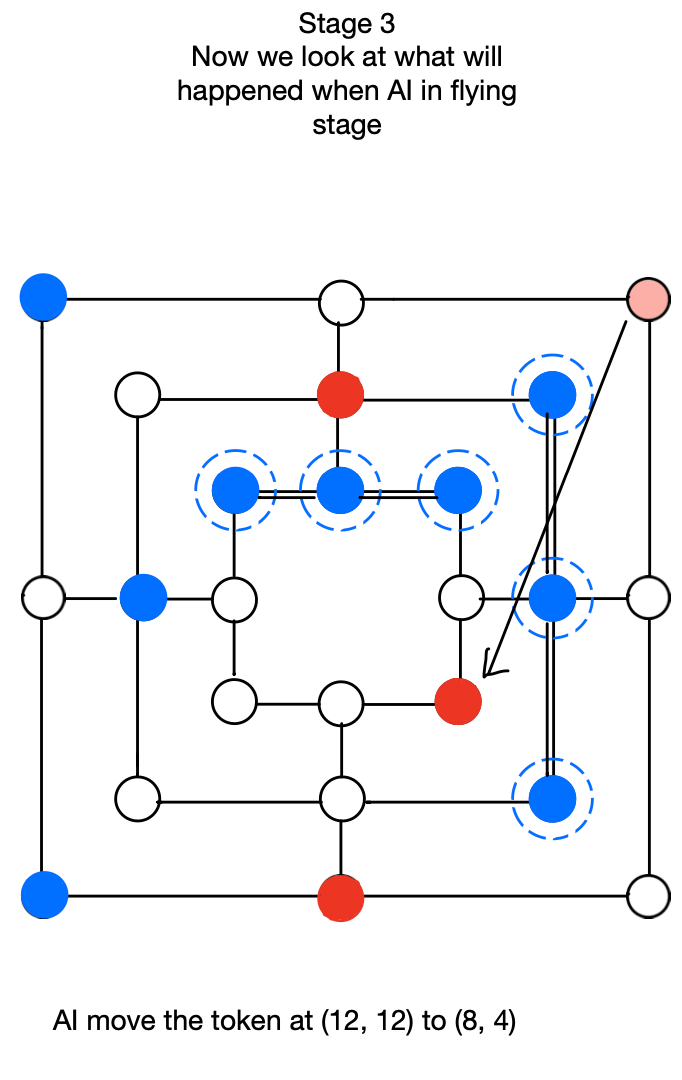 Stage 3
Now we look at what will
happened when AI in flying
stage
AI move the token at (12, 12) to (8, 4)